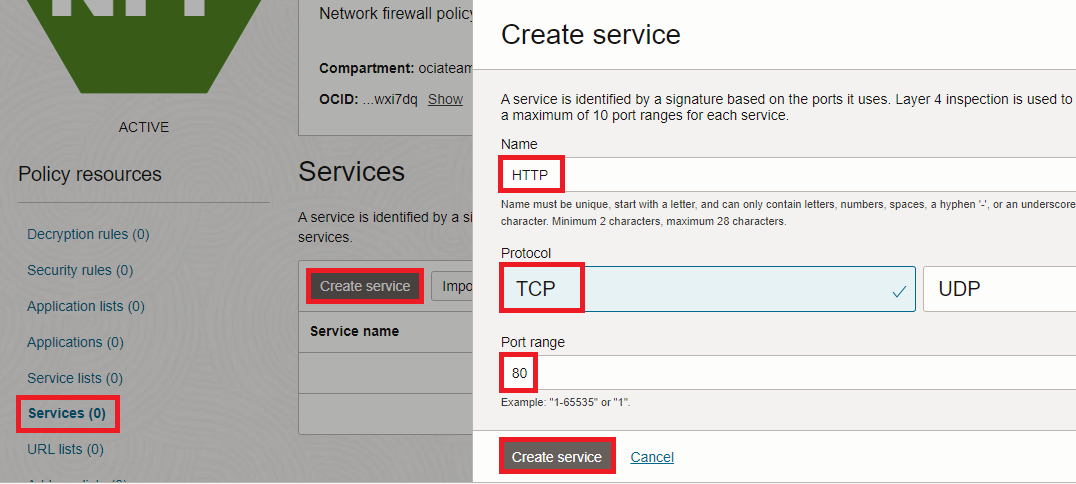 NFP
ACTIVE
Policy resources
Decryption rules (0)
Security rules (0)
Application lists (0)
Applications (0)
Service lists (0)
Services (0)
URL lists (0)
Network firewall policy
Compartment: ociateam
OCID: ...wxi7dq Show
Services
A service is identified by a si
services.
Create service Impo
Service name
Create service
A service is identified by a signature based on the ports it uses. Layer 4 inspection is used to
a maximum of 10 port ranges for each service.
Name
HTTP
Name must be unique, start with a letter, and can only contain letters, numbers, spaces, a hyphen '-', or an underscore
character. Minimum 2 characters, maximum 28 characters.
Protocol
TCP UDP
Port range
80
Example: "1-65535" or "1".
Create service Cancel